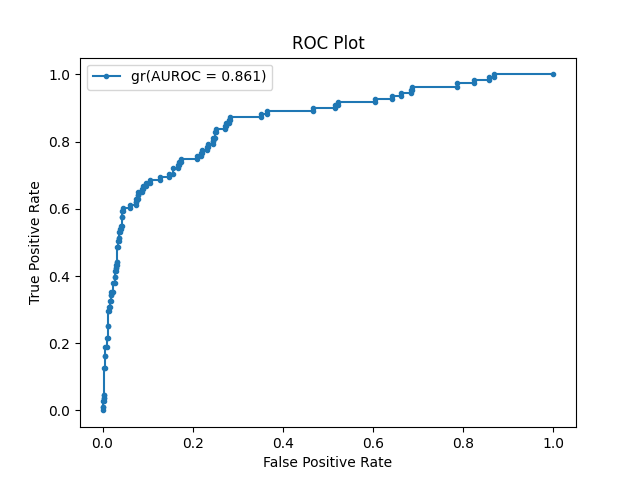 ROC Plot
gr(AUROC = 0.861)
True Positive Rate
1.0
0.8
0.6
0.4
0.2
0.0
0.0 0.2 0.4 0.6 0.8 1.0
False Positive Rate